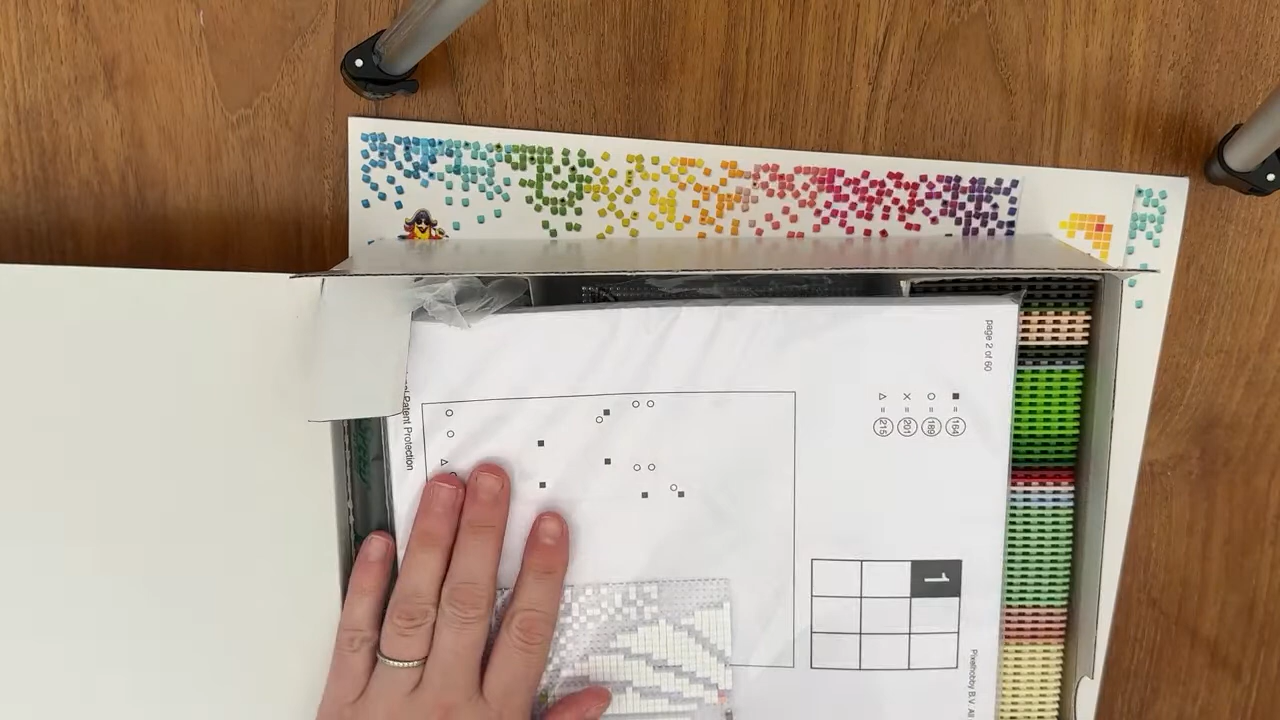 page 2 of 60
■ = 164
○ = 189
X = 201
△ = 215
1
Pixelhobby B.V. All
Patent Protection